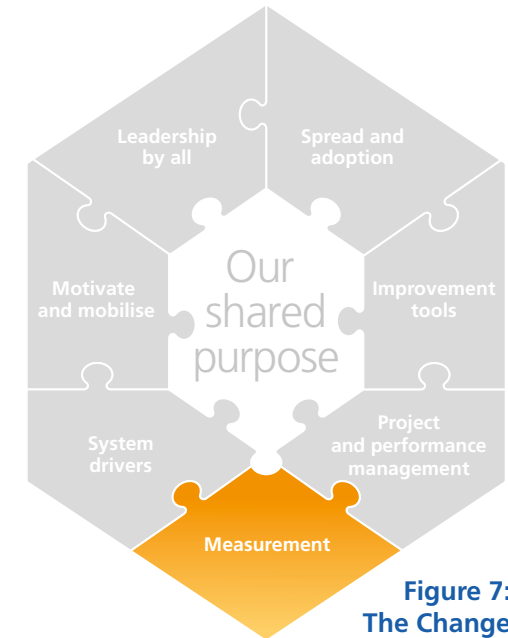 Leadership
by all
Spread and
adoption
Motivate
and mobilise
Our
shared
purpose
Improvement
tools
System
drivers
Project
and performance
management
Measurement
Figure 7:
The Change